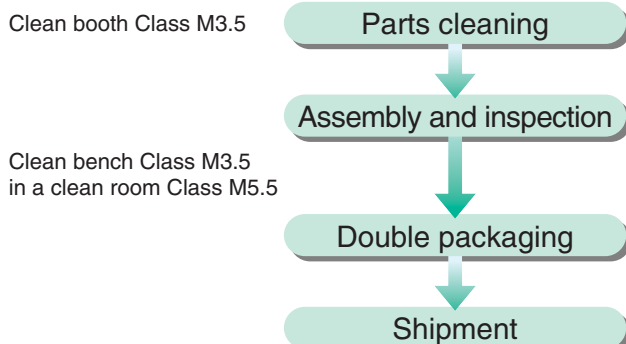 Clean booth Class M3.5
Parts cleaning
Assembly and inspection
Clean bench Class M3.5
in a clean room Class M5.5
Double packaging
Shipment